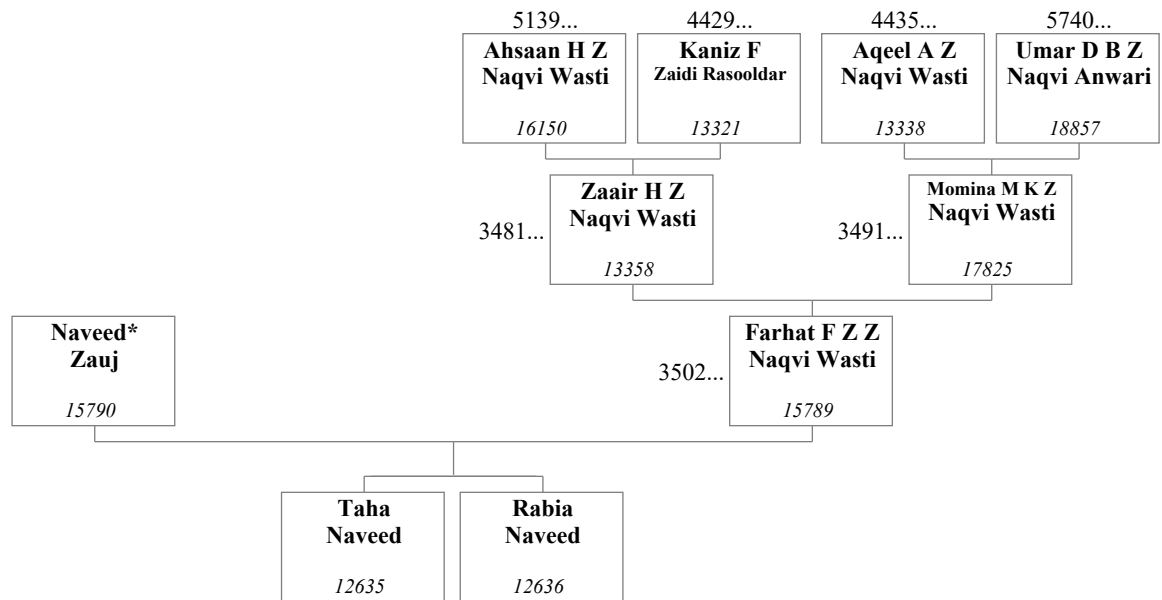 5139...
4429...
4435...
5740...
Ahsaan H Z
Naqvi Wasti
16150
Kaniz F
Zaidi Rasooldar
13321
Aqeel A Z
Naqvi Wasti
13338
Umar D B Z
Naqvi Anwari
18857
3481...
Zaair H Z
Naqvi Wasti
13358
3491...
Momina M K Z
Naqvi Wasti
17825
Naveed*
Zauj
15790
3502...
Farhat F Z Z
Naqvi Wasti
15789
Taha
Naveed
12635
Rabia
Naveed
12636